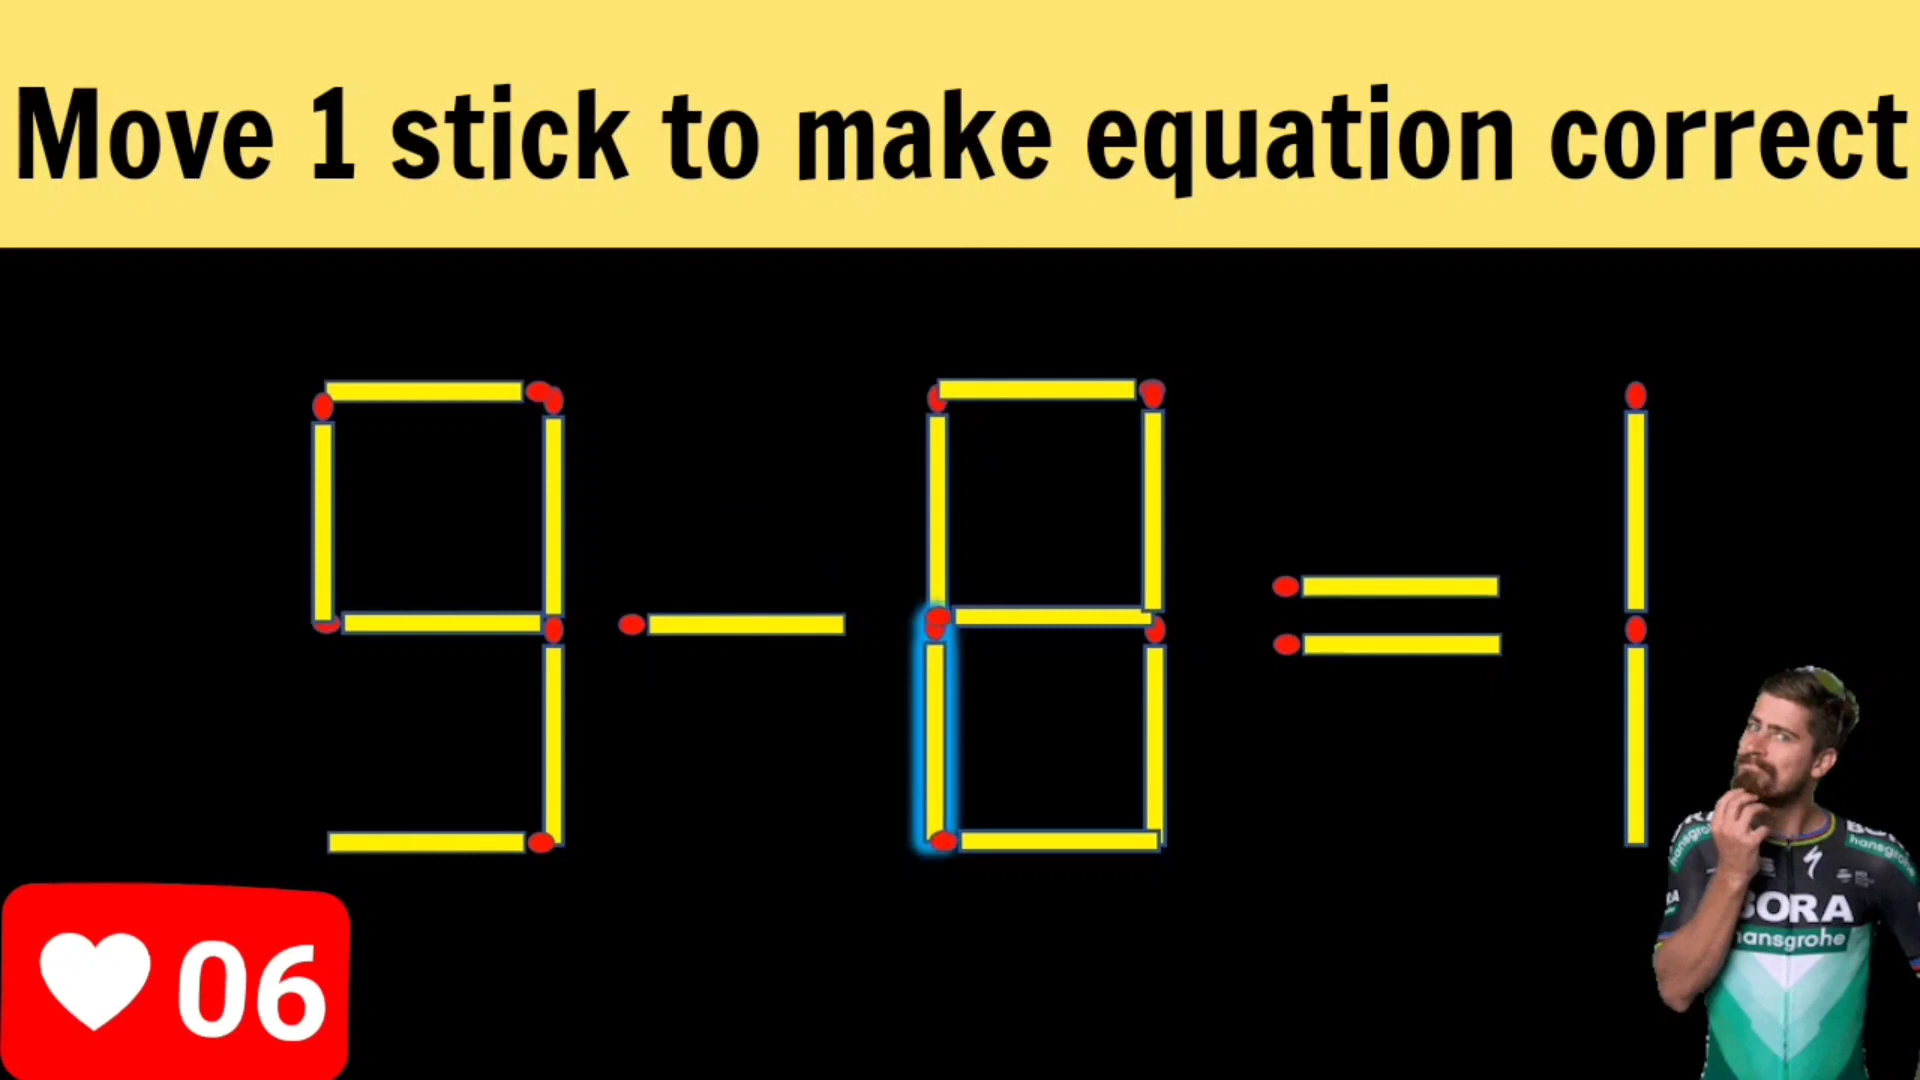 Move 1 stick to make equation correct
9 - 8 = 1
06
BORA
hansgrohe